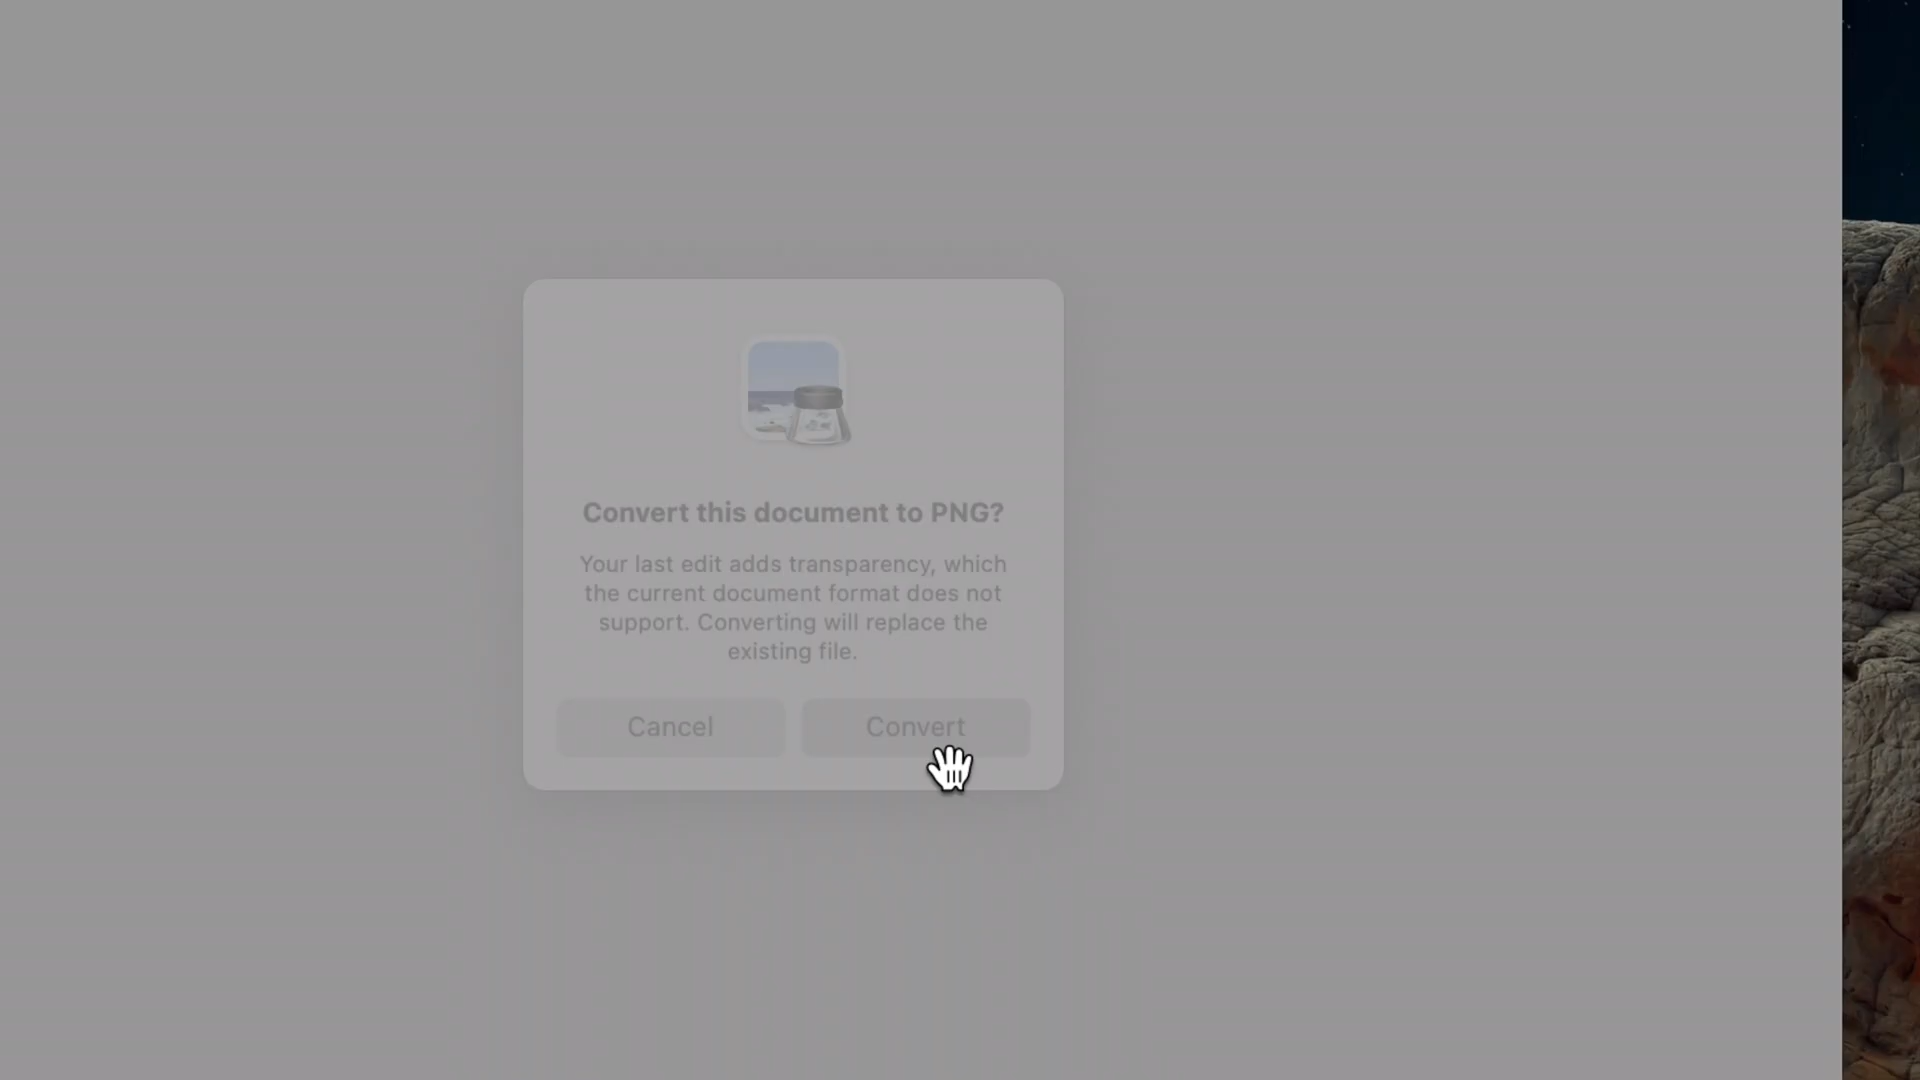 Convert this document to PNG?
Your last edit adds transparency, which
the current document format does not
support. Converting will replace the
existing file.
Cancel
Convert